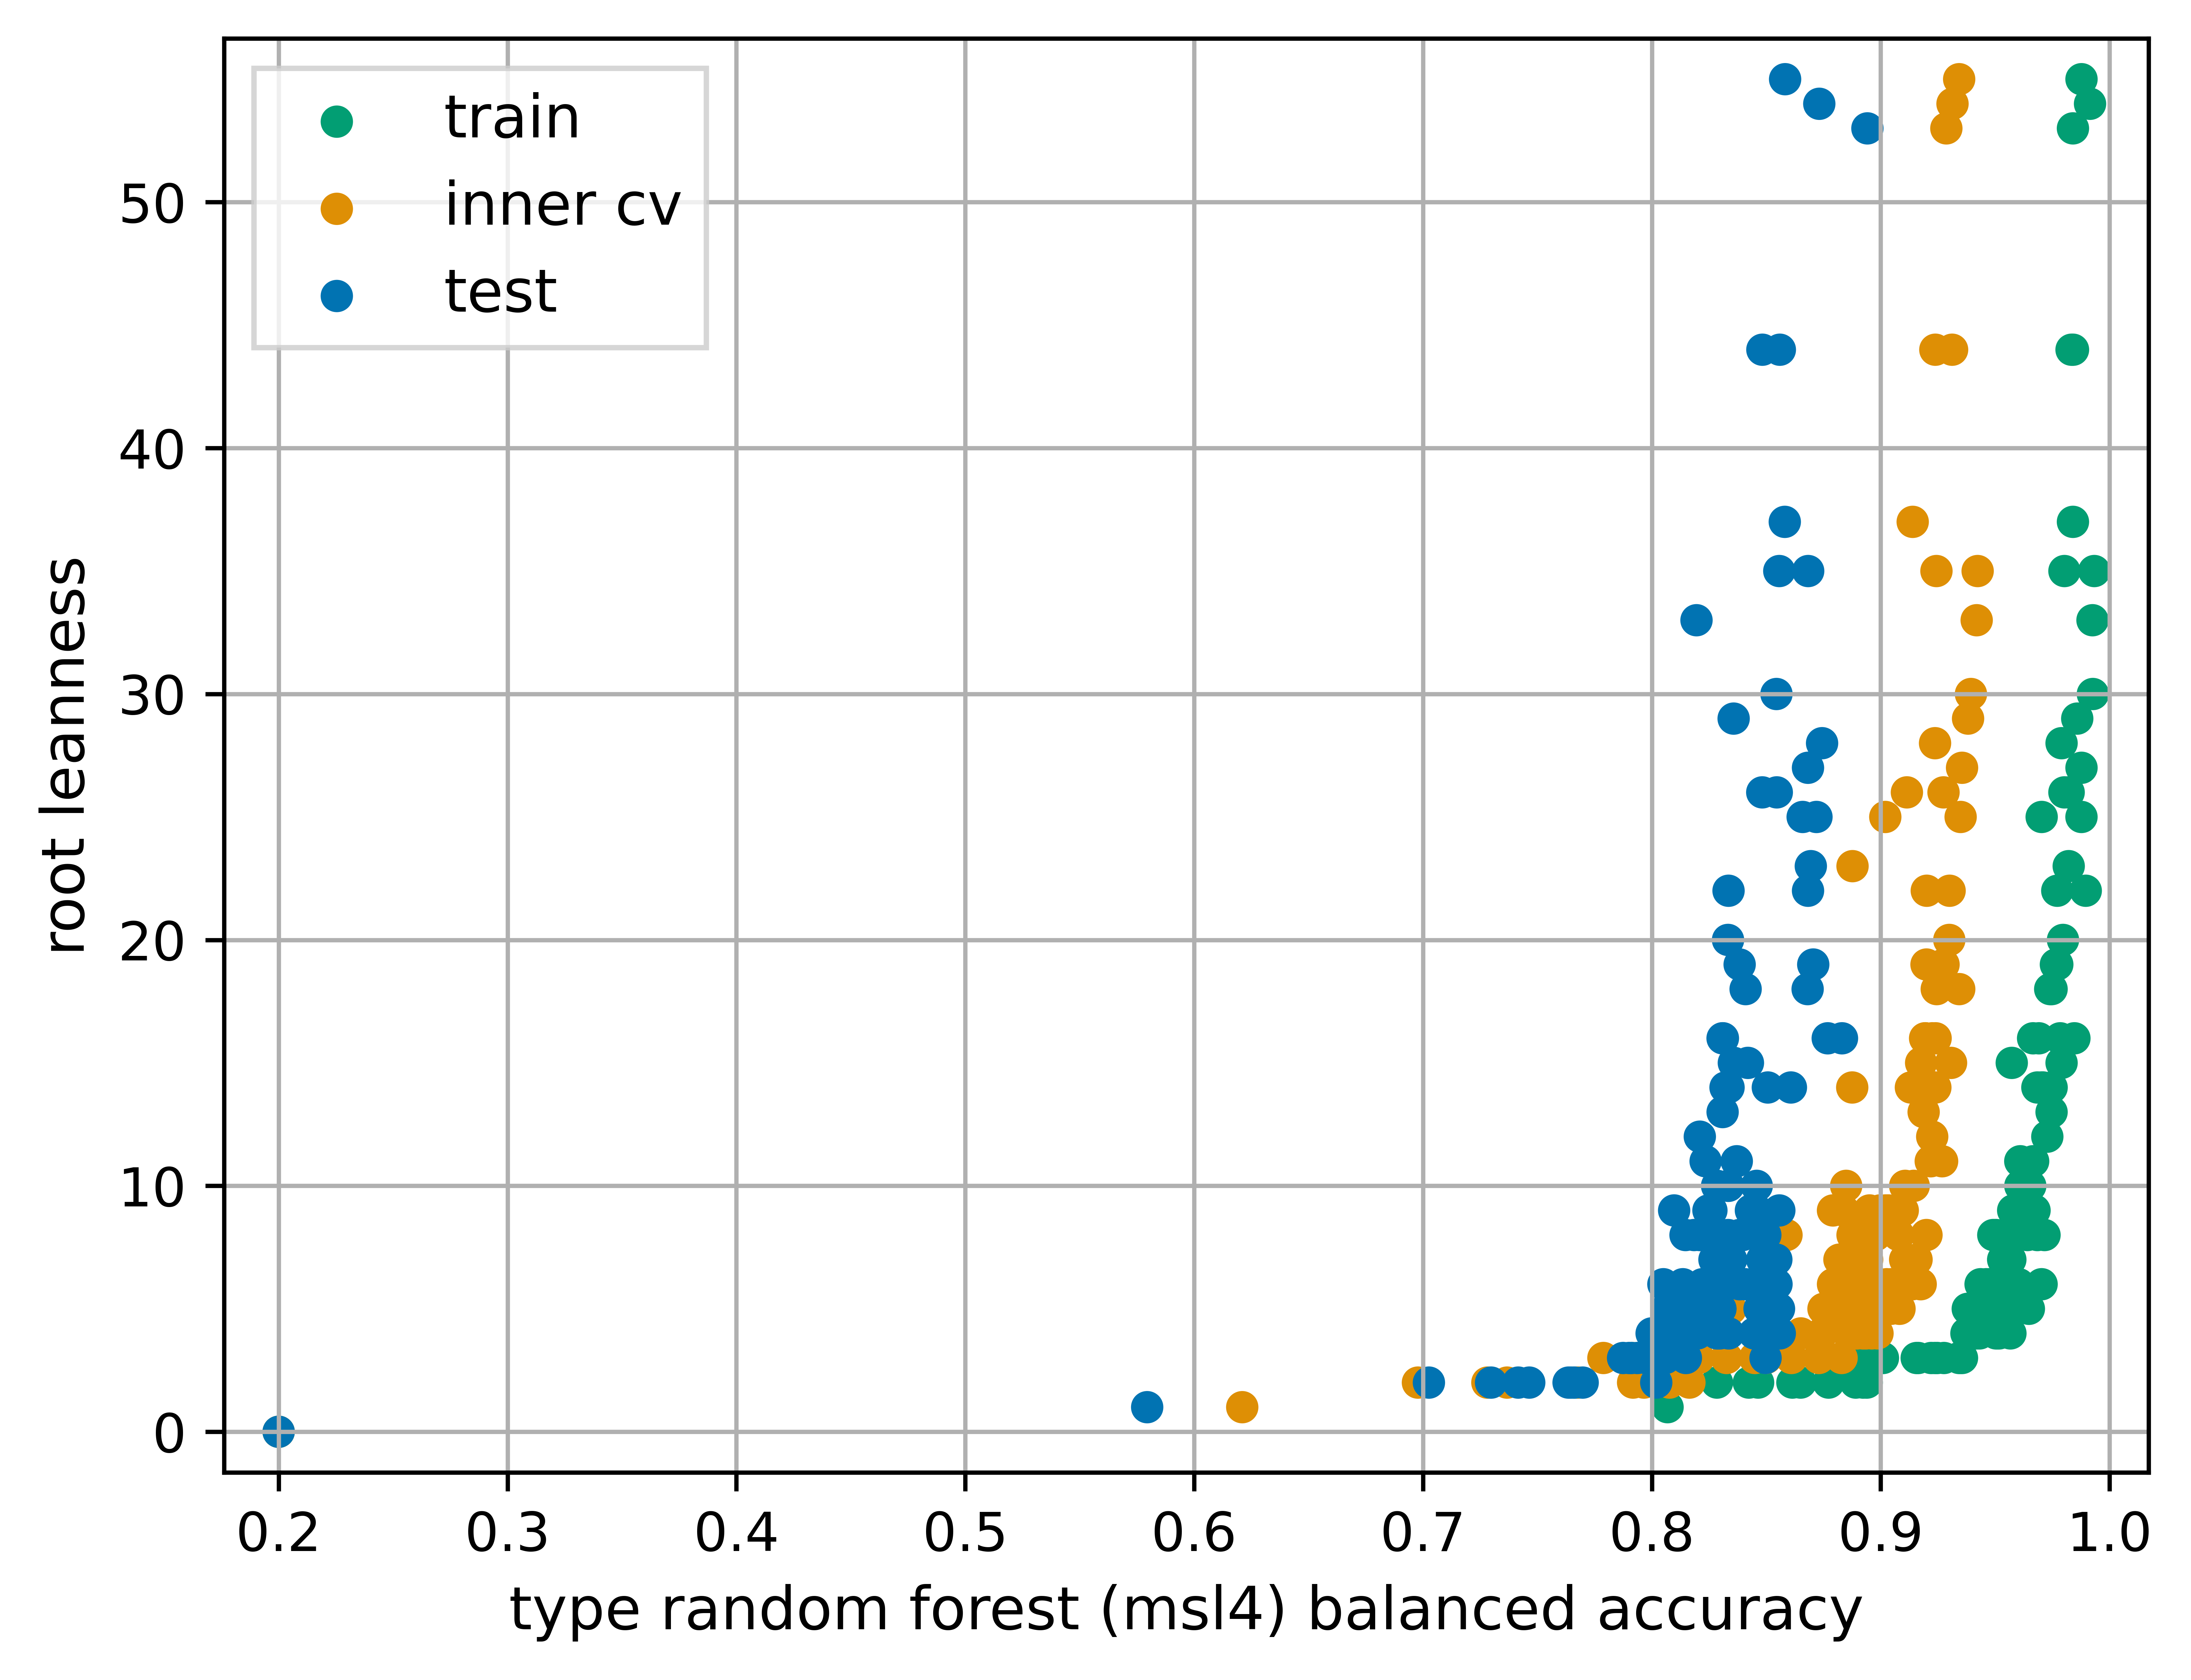 train
inner cv
test
50
40
30
20
10
0
root leanness
0.2 0.3 0.4 0.5 0.6 0.7 0.8 0.9 1.0
type random forest (msl4) balanced accuracy